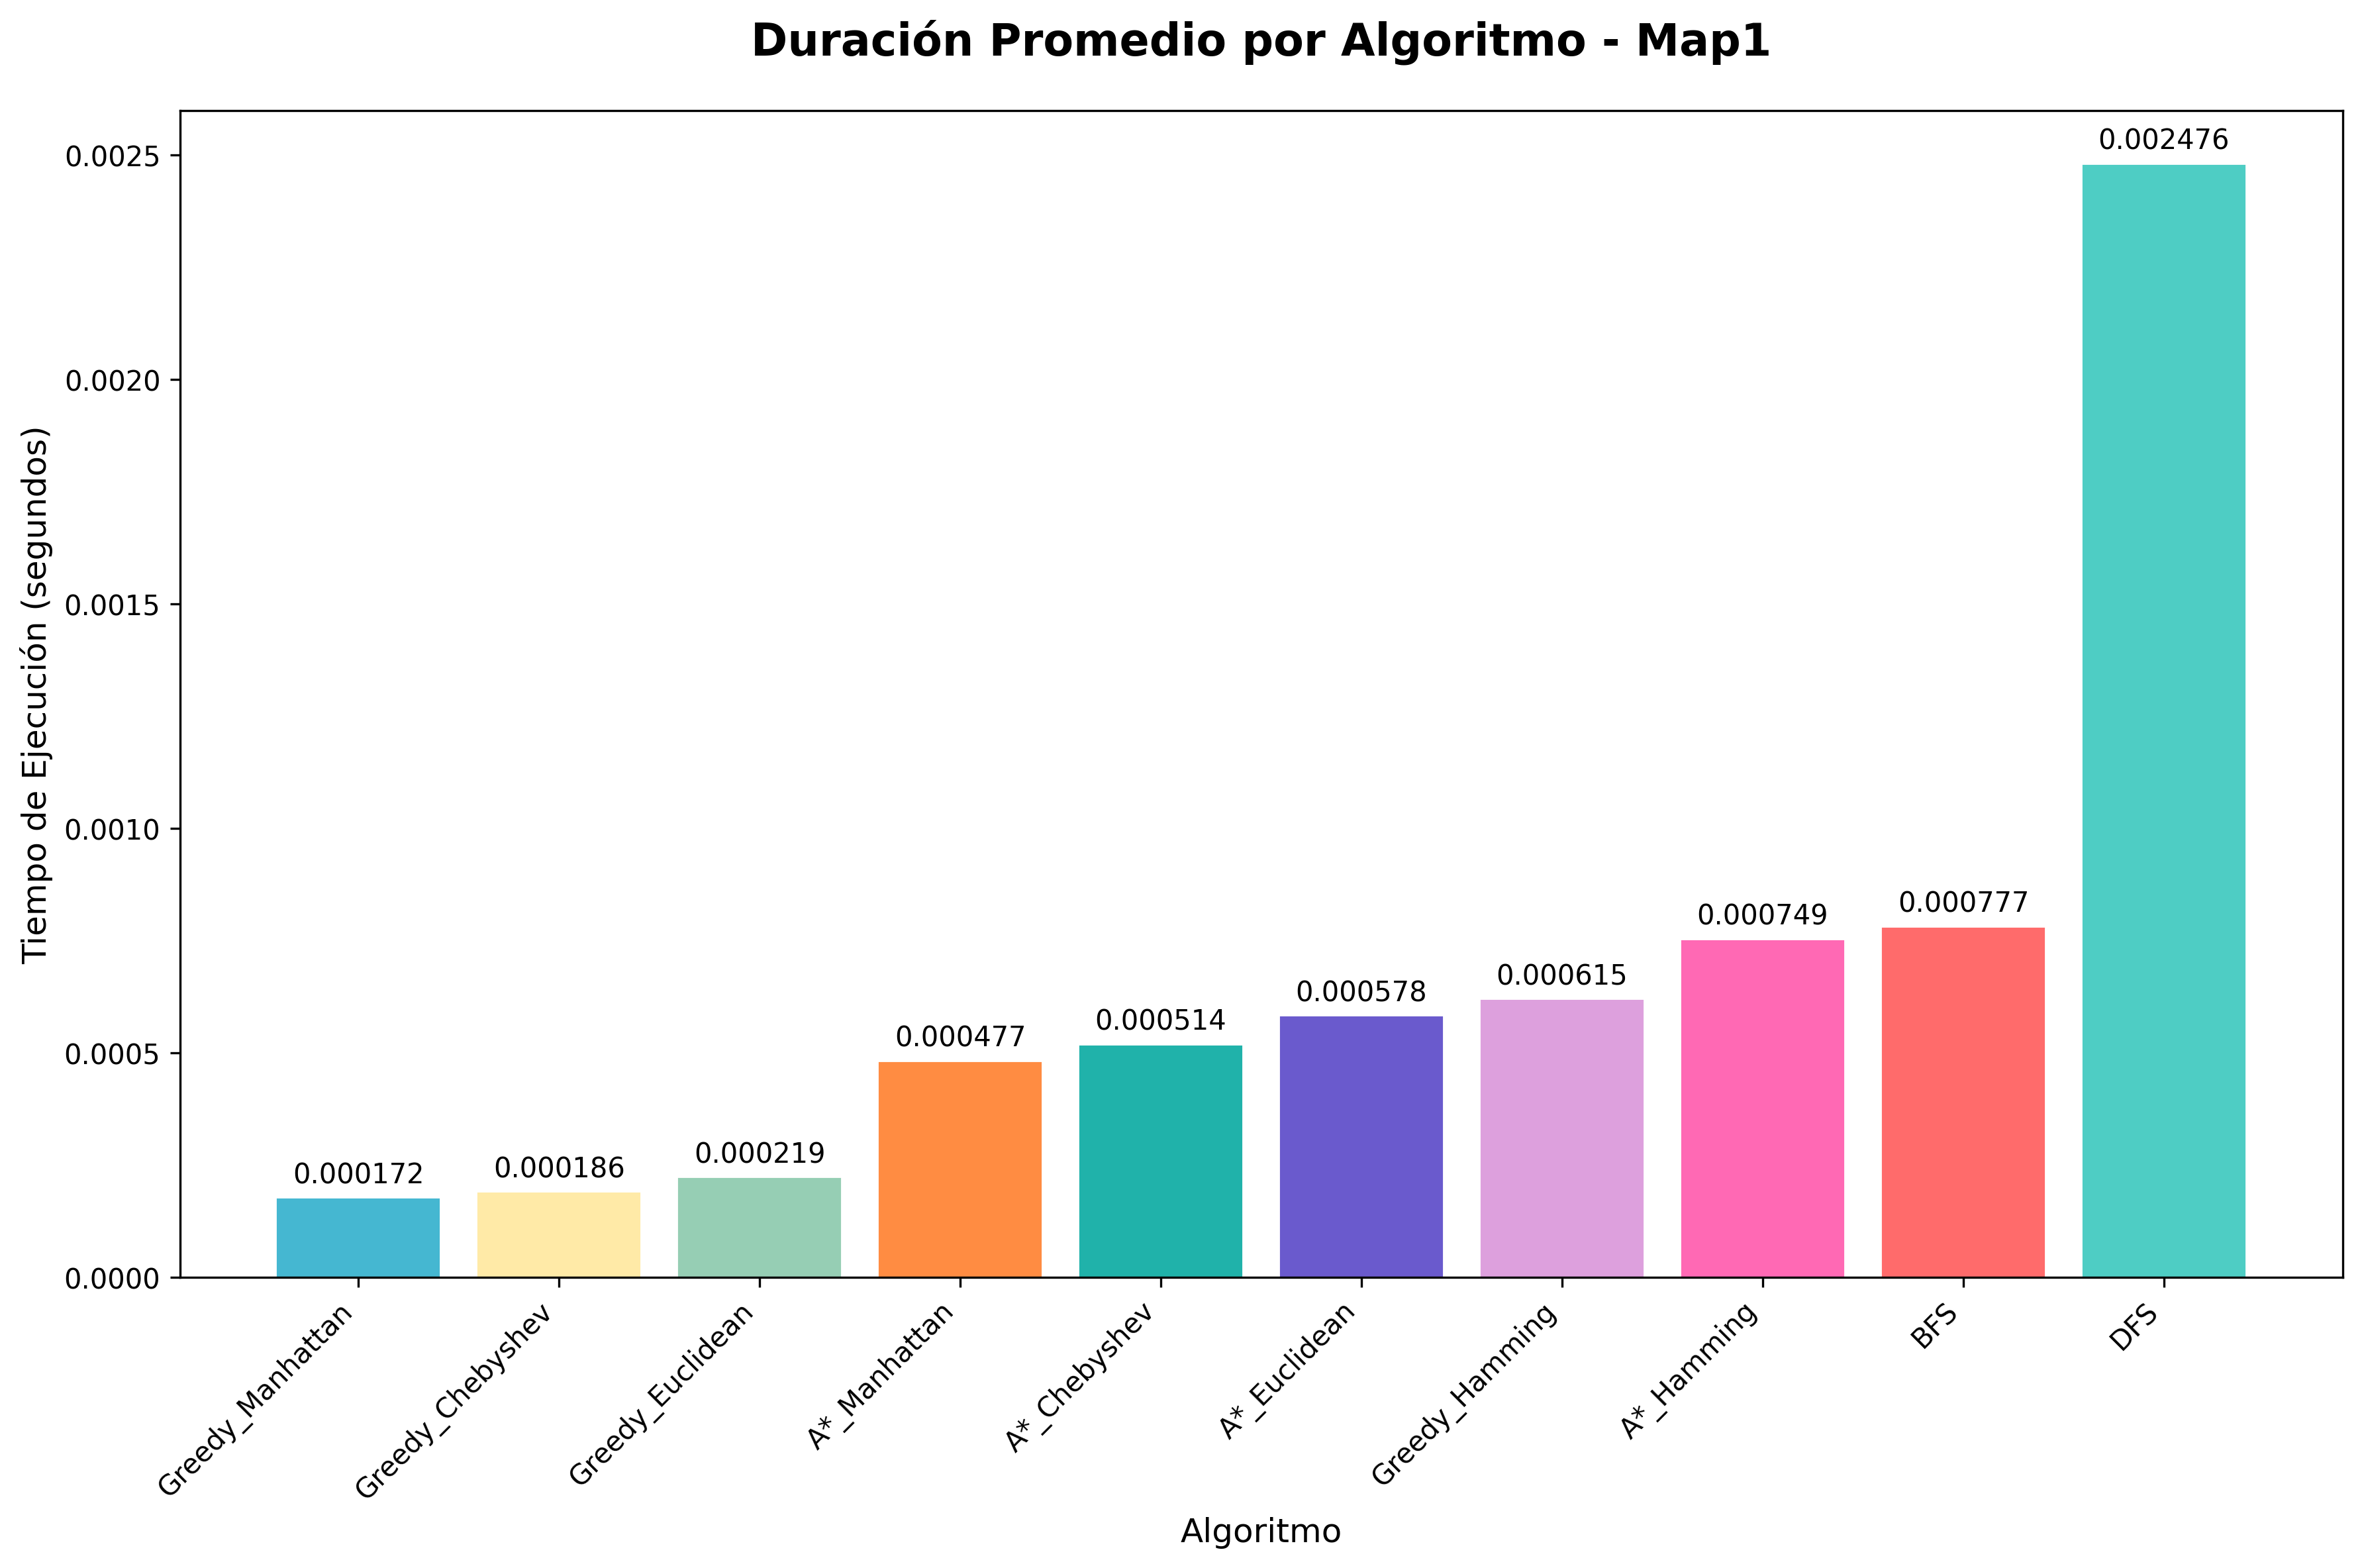 Duración Promedio por Algoritmo - Map1
Tiempo de Ejecución (segundos)
0.0025
0.0020
0.0015
0.0010
0.0005
0.0000
0.000172
0.000186
0.000219
0.000477
0.000514
0.000578
0.000615
0.000749
0.000777
0.002476
Greedy_Manhattan
Greedy_Chebyshev
Greedy_Euclidean
A*_Manhattan
A*_Chebyshev
A*_Euclidean
Greedy_Hamming
A*_Hamming
BFS
DFS
Algoritmo